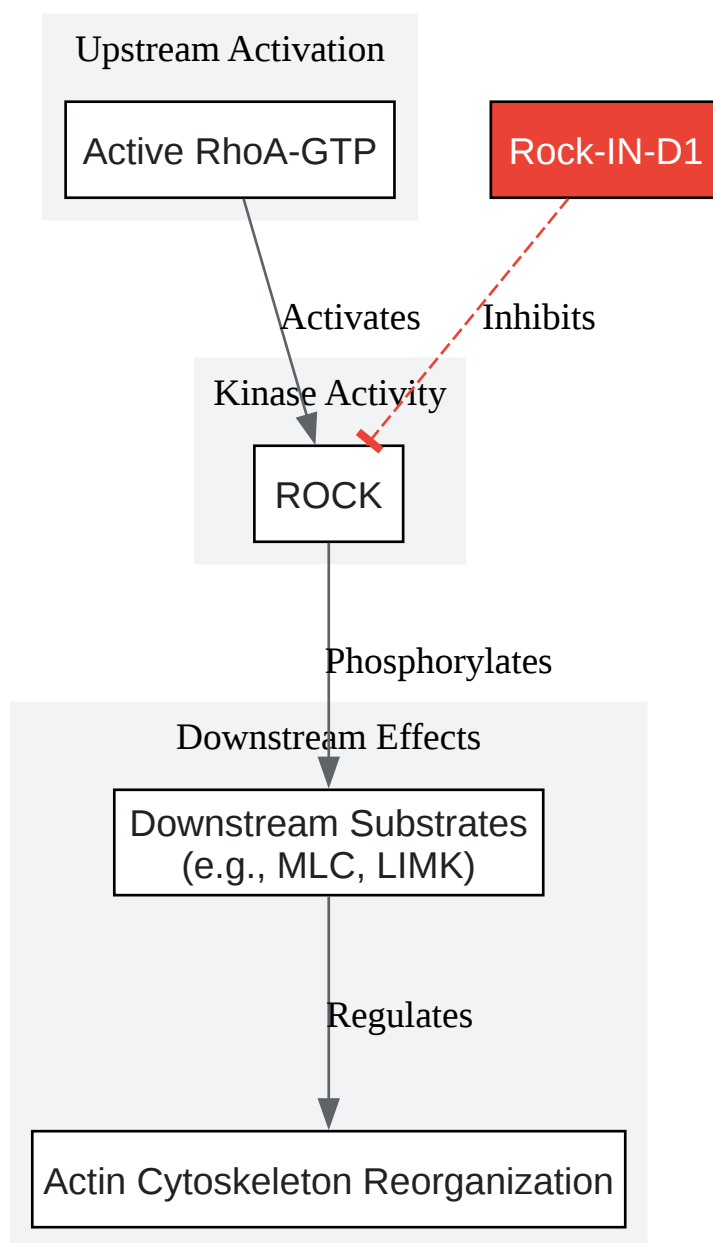 Upstream Activation
Active RhoA-GTP
Rock-IN-D1
Activates
Inhibits
Kinase Activity
ROCK
Phosphorylates
Downstream Effects
Downstream Substrates
(e.g., MLC, LIMK)
Regulates
Actin Cytoskeleton Reorganization